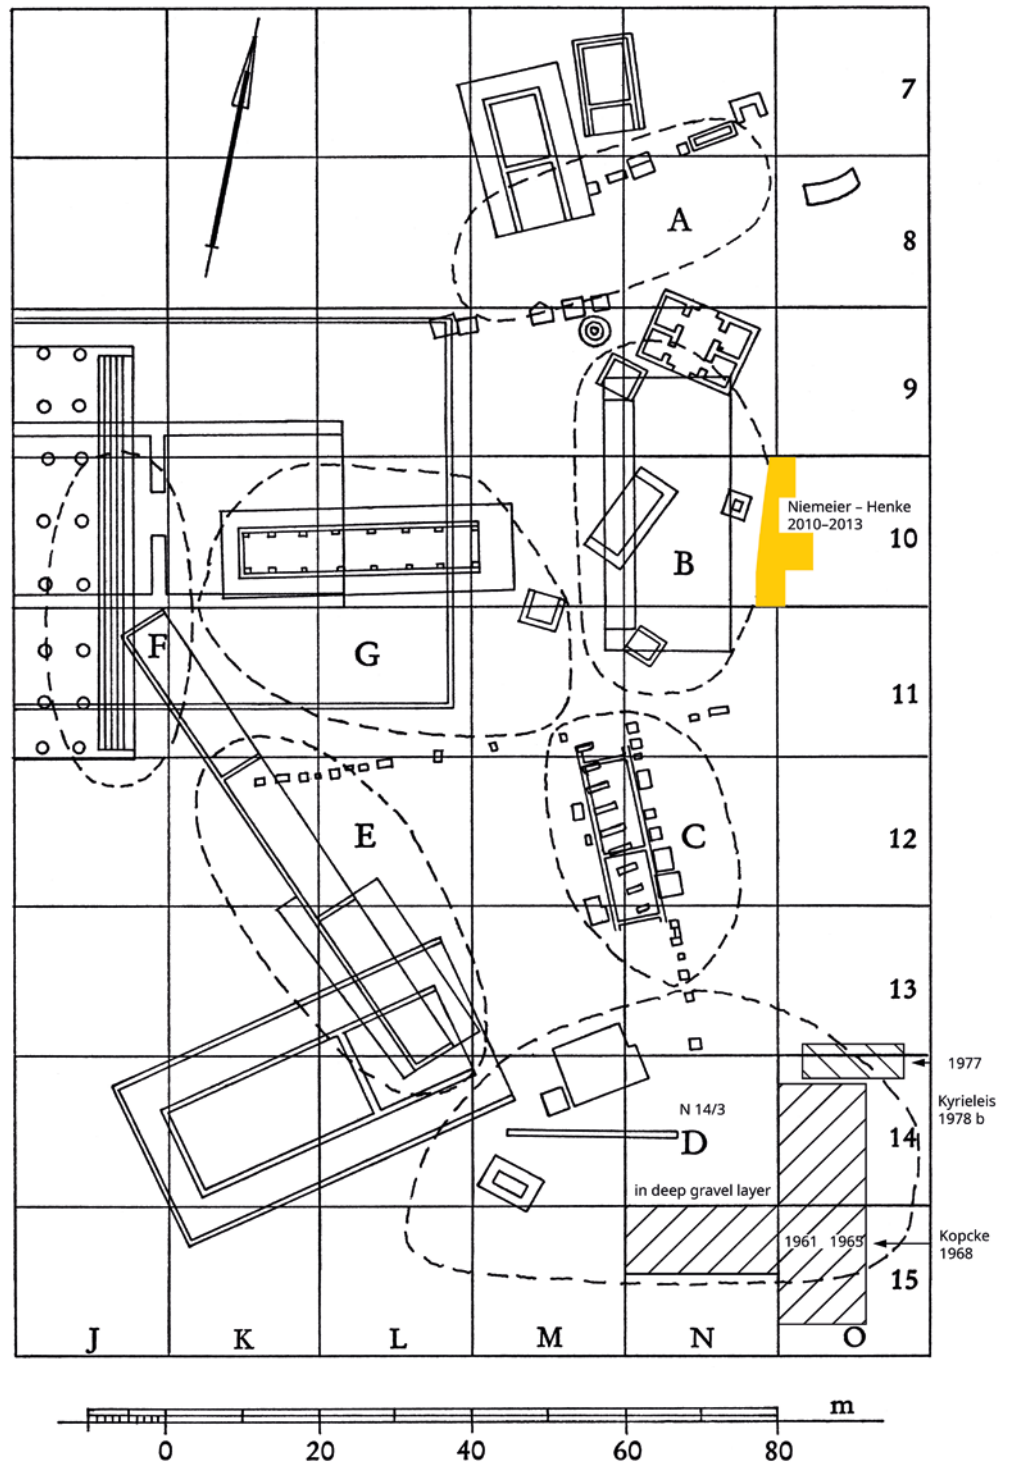 7
A
8
9
Niemeier – Henke
2010–2013
10
B
F
G
11
E
C
12
13
1977
Kyrieleis
1978 b
N 14/3
14
D
in deep gravel layer
1961 1965
Kopcke
1968
15
J K L M N O
m
0 20 40 60 80